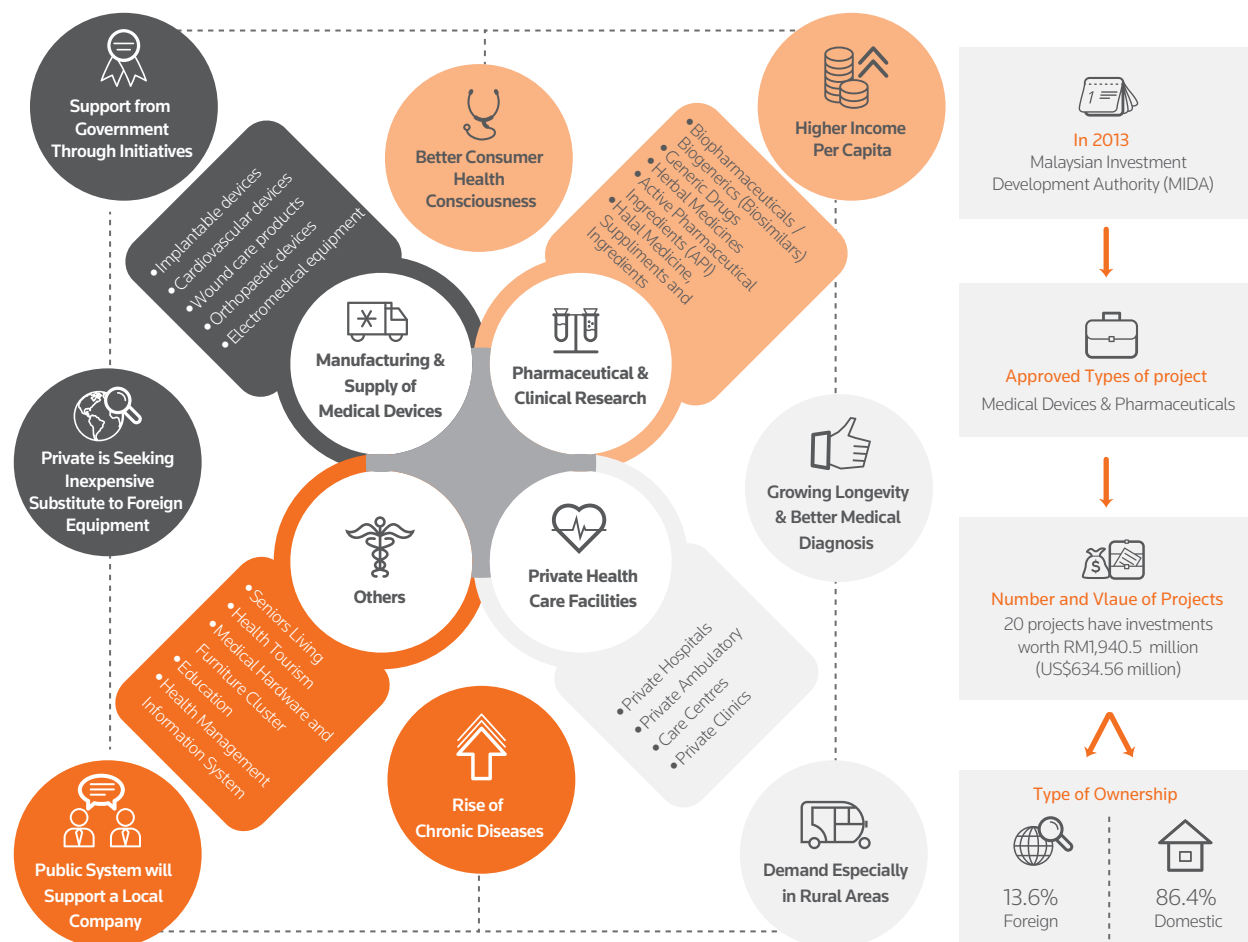 Support from
Government
Through Initiatives
Better Consumer
Health
Consciousness
Higher Income
Per Capita
• Implantable devices
• Cardiovascular devices
• Wound care products
• Orthopaedic devices
• Electromedical equipment
• Biopharmaceuticals /
Biogenerics (Biosimilars)
• Generic Drugs
• Herbal Medicines
• Active Pharmaceutical
Ingredients (API)
• Halal Medicine,
Suppliments and
Ingredients
Manufacturing &
Supply of
Medical Devices
Pharmaceutical &
Clinical Research
Private is Seeking
Inexpensive
Substitute to Foreign
Equipment
Growing Longevity
& Better Medical
Diagnosis
Others
Private Health
Care Facilities
• Seniors Living
• Health Tourism
• Medical Hardware and
Furniture Cluster
• Education
• Health Management
Information System
• Private Hospitals
• Private Ambulatory
• Care Centres
• Private Clinics
Public System will
Support a Local
Company
Rise of
Chronic Diseases
Demand Especially
in Rural Areas
1
In 2013
Malaysian Investment
Development Authority (MIDA)
Approved Types of project
Medical Devices & Pharmaceuticals
$
Number and Vlaue of Projects
20 projects have investments
worth RM1,940.5 million
(US$634.56 million)
Type of Ownership
13.6%
Foreign
86.4%
Domestic